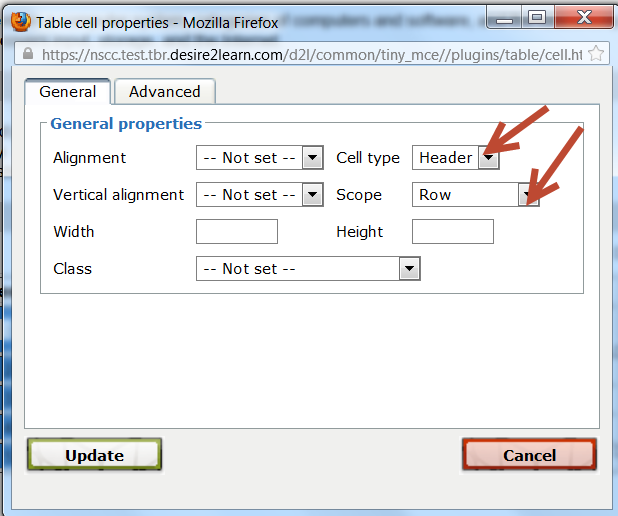 Table cell properties - Mozilla Firefox
https://nscc.test.tbr.desire2learn.com/d2l/common/tiny_mce//plugins/table/cell.ht
General Advanced
General properties
Alignment -- Not set -- Cell type Header
Vertical alignment -- Not set -- Scope Row
Width Height
Class -- Not set --
Update Cancel